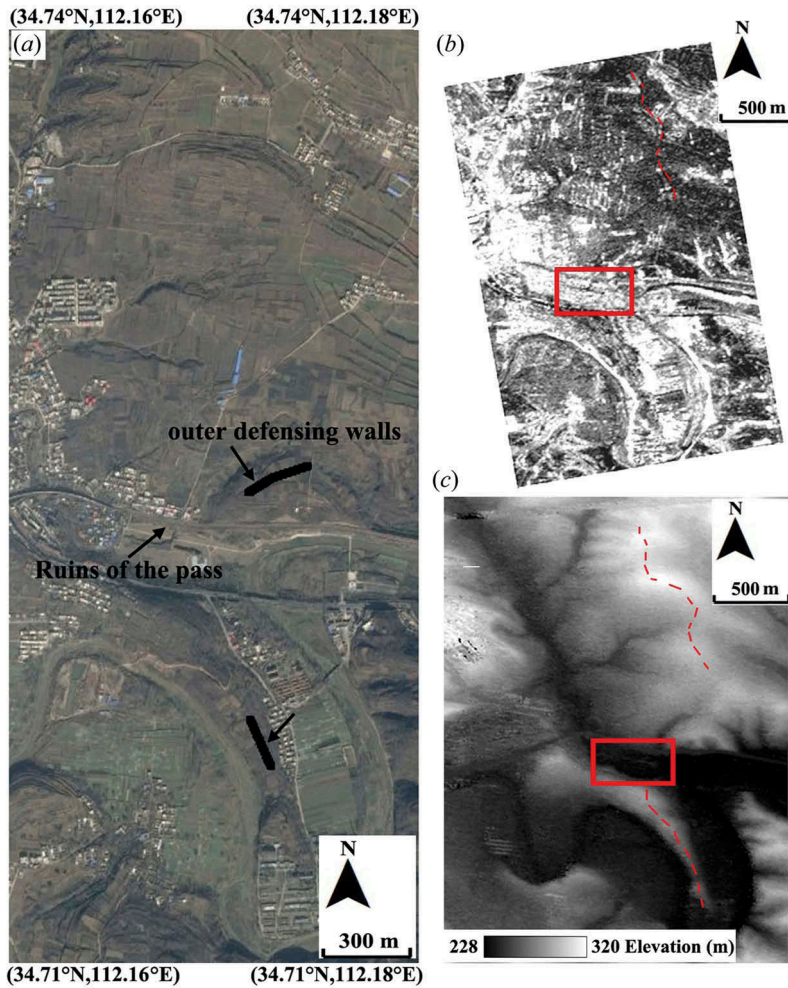 (34.74°N,112.16°E)
(34.74°N,112.18°E)
(a)
outer defensing walls
Ruins of the pass
N
300 m
(34.71°N,112.16°E)
(34.71°N,112.18°E)
(b)
N
500 m
(c)
N
500 m
228
320 Elevation (m)